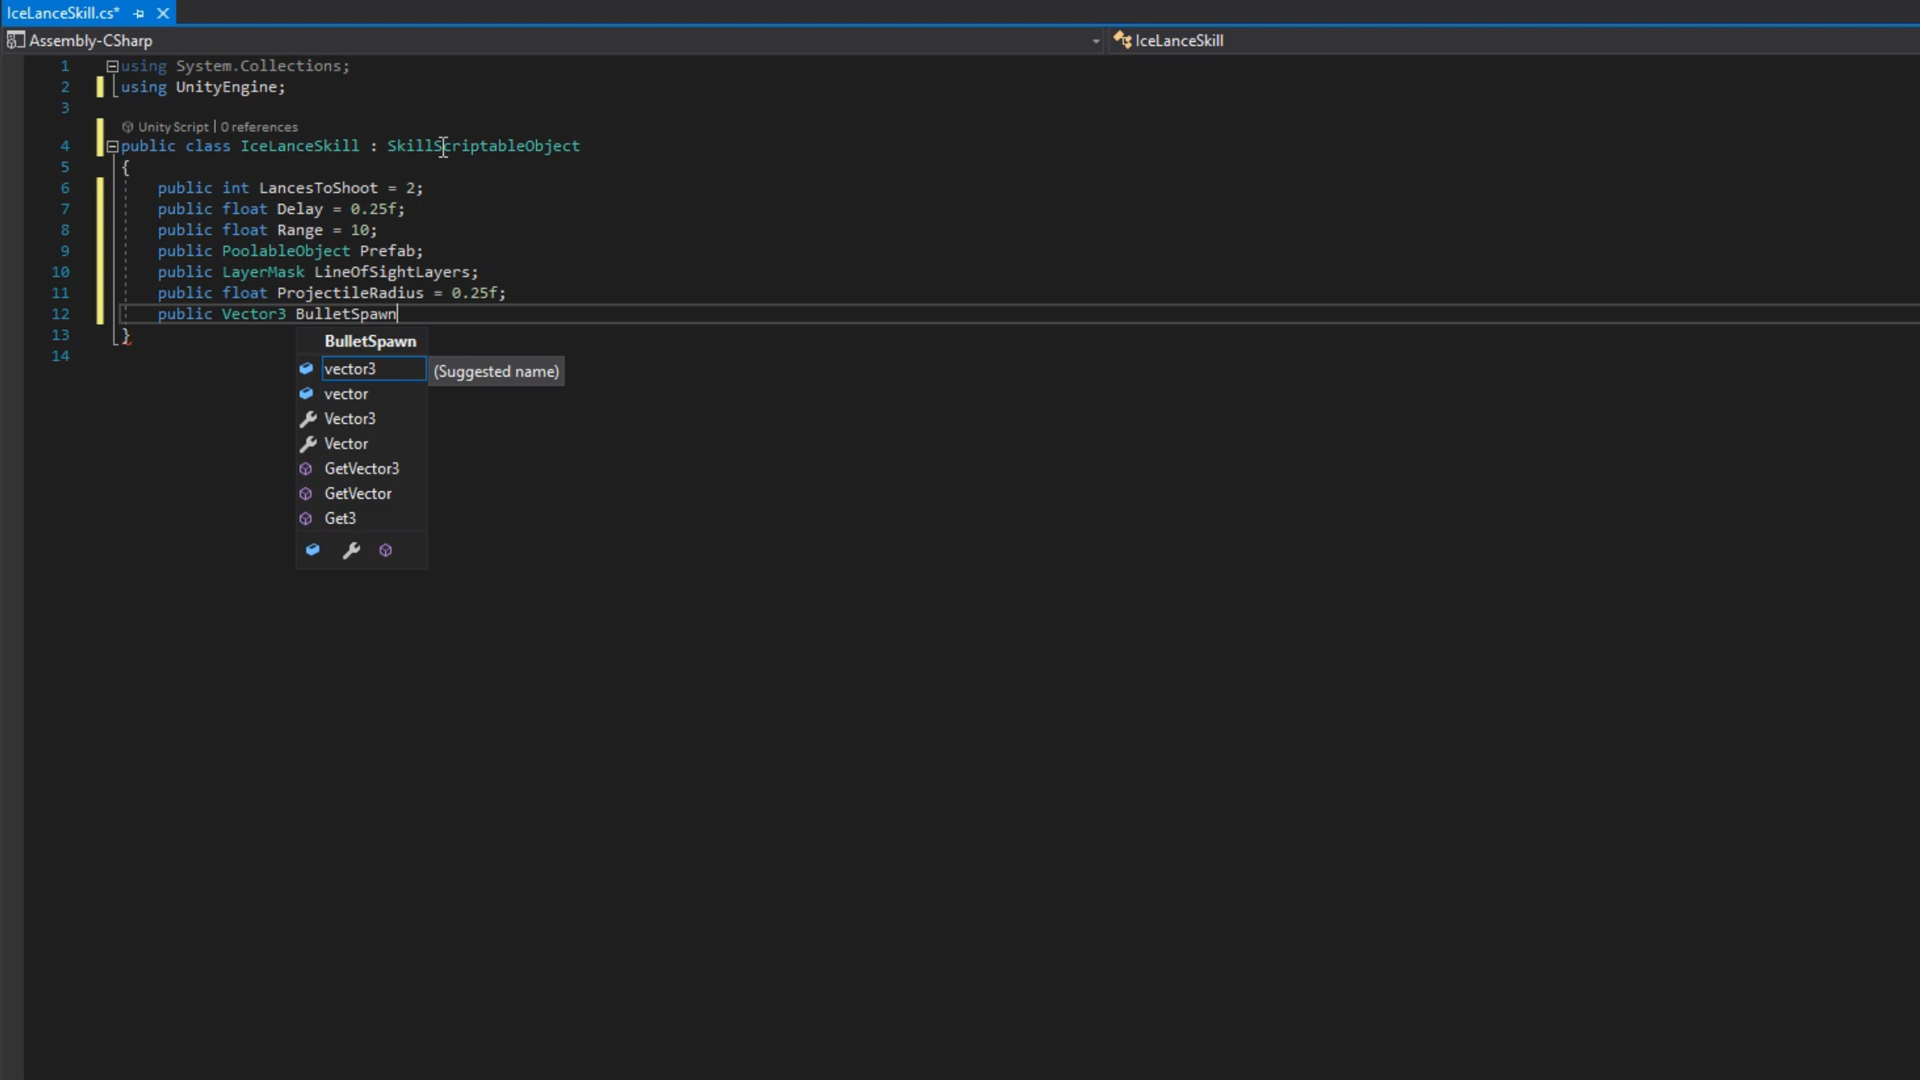 IceLanceSkill.cs*
Assembly-CSharp
IceLanceSkill
1 using System.Collections;
2 using UnityEngine;
3
Unity Script | 0 references
4 public class IceLanceSkill : SkillScriptableObject
5 {
6 public int LancesToShoot = 2;
7 public float Delay = 0.25f;
8 public float Range = 10;
9 public PoolableObject Prefab;
10 public LayerMask LineOfSightLayers;
11 public float ProjectileRadius = 0.25f;
12 public Vector3 BulletSpawn
13 }
14
BulletSpawn
vector3 (Suggested name)
vector
Vector3
Vector
GetVector3
GetVector
Get3